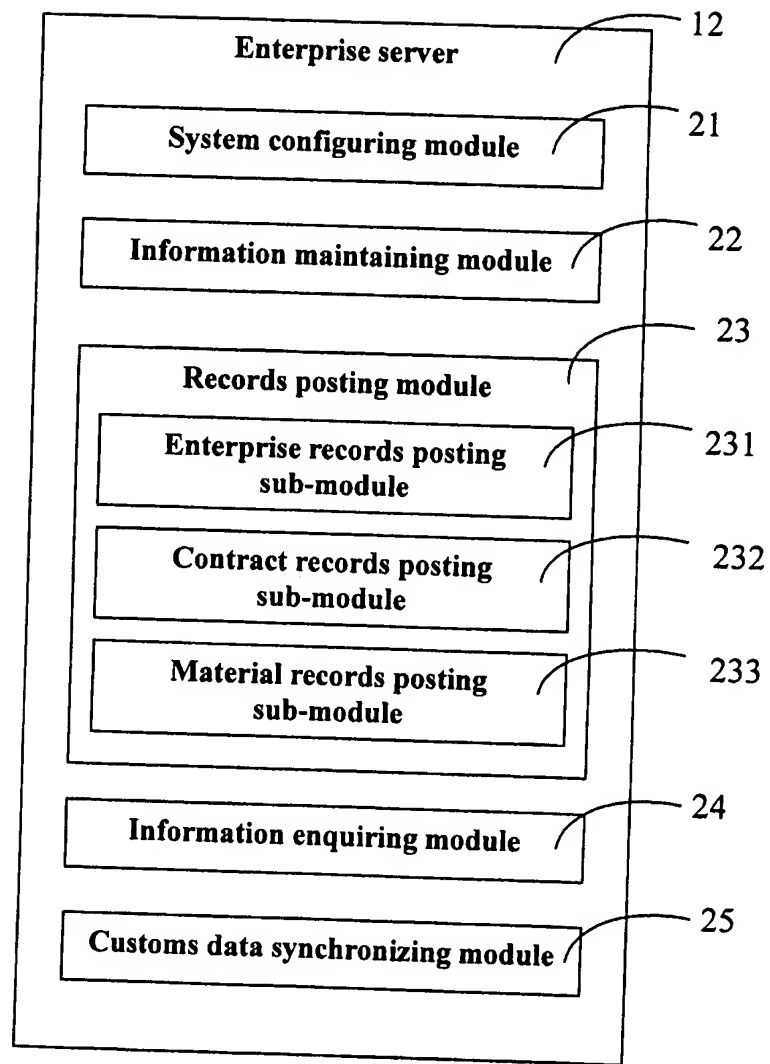 12
Enterprise server
21
System configuring module
22
Information maintaining module
23
Records posting module
231
Enterprise records posting
sub-module
232
Contract records posting
sub-module
233
Material records posting
sub-module
24
Information enquiring module
25
Customs data synchronizing module